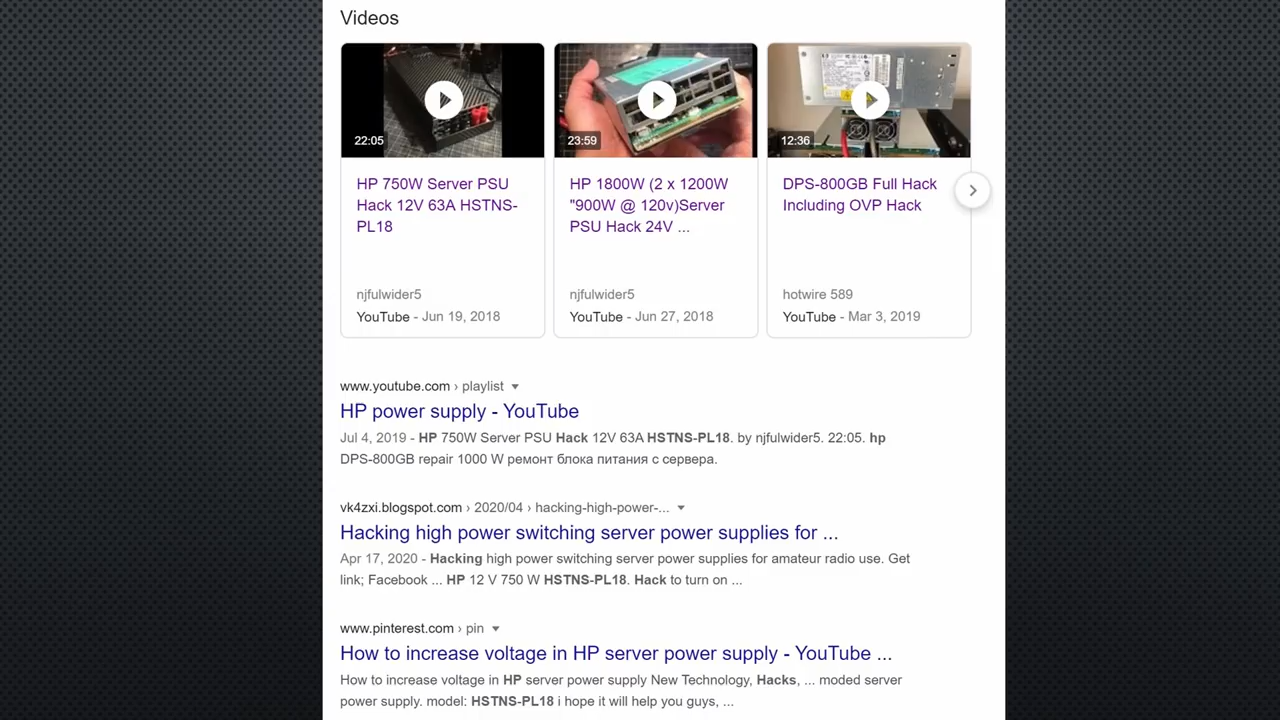 Videos
22:05
23:59
12:36
HP 750W Server PSU
Hack 12V 63A HSTNS-
PL18
HP 1800W (2 x 1200W
"900W @ 120v)Server
PSU Hack 24V ...
DPS-800GB Full Hack
Including OVP Hack
njfulwider5
njfulwider5
hotwire 589
YouTube - Jun 19, 2018
YouTube - Jun 27, 2018
YouTube - Mar 3, 2019
www.youtube.com › playlist
HP power supply - YouTube
Jul 4, 2019 - HP 750W Server PSU Hack 12V 63A HSTNS-PL18. by njfulwider5. 22:05. hp
DPS-800GB repair 1000 W ремонт блока питания с сервера.
vk4zxi.blogspot.com › 2020/04 › hacking-high-power-...
Hacking high power switching server power supplies for ...
Apr 17, 2020 - Hacking high power switching server power supplies for amateur radio use. Get
link; Facebook ... HP 12 V 750 W HSTNS-PL18. Hack to turn on ...
www.pinterest.com › pin
How to increase voltage in HP server power supply - YouTube ...
How to increase voltage in HP server power supply New Technology, Hacks, ... moded server
power supply. model: HSTNS-PL18 i hope it will help you guys, ...